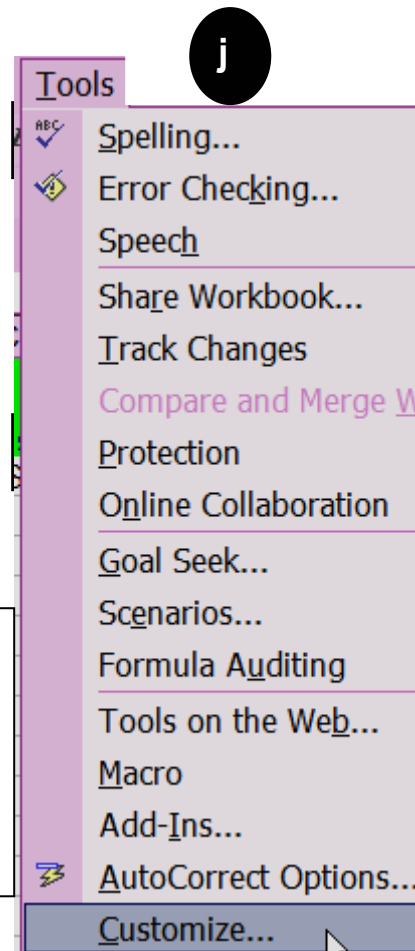 j
Tools
ABC
Spelling...
Error Checking...
Speech
Share Workbook...
Track Changes
Compare and Merge W
Protection
Online Collaboration
Goal Seek...
Scenarios...
Formula Auditing
Tools on the Web...
Macro
Add-Ins...
AutoCorrect Options...
Customize...